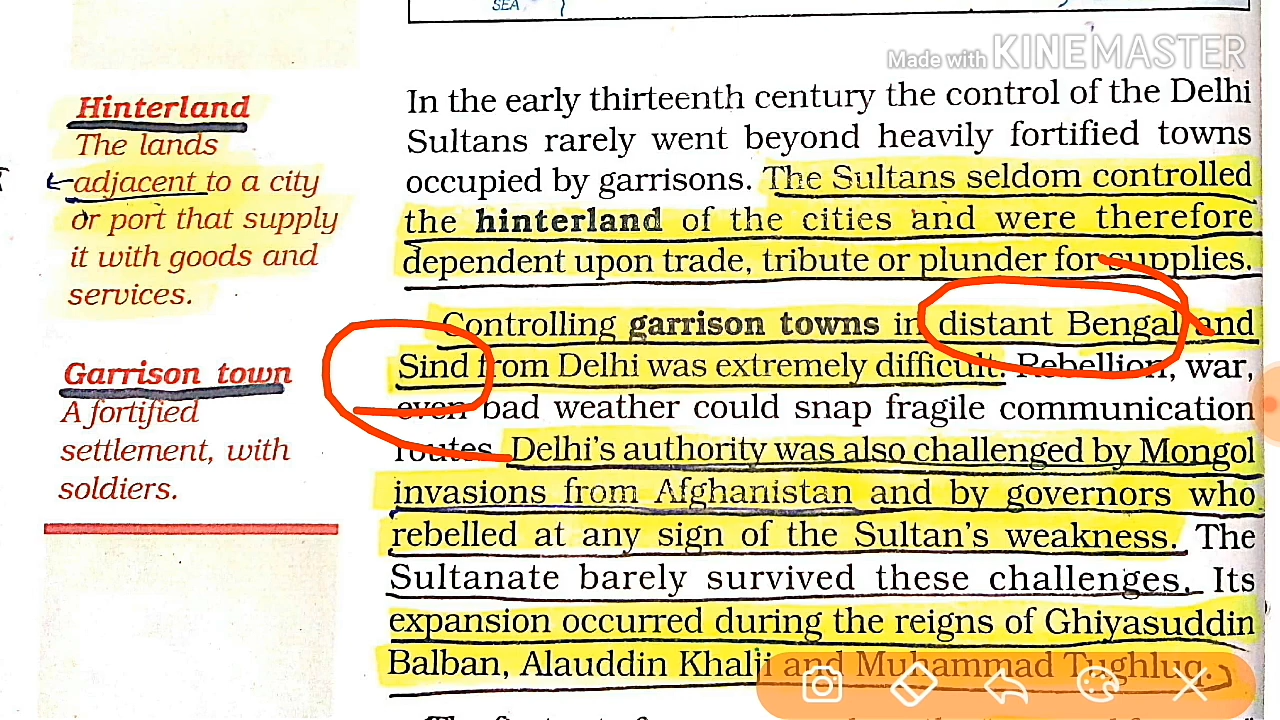 SEA
Made with KINEMASTER
Hinterland
The lands
adjacent to a city
or port that supply
it with goods and
services.
Garrison town
A fortified
settlement, with
soldiers.
In the early thirteenth century the control of the Delhi
Sultans rarely went beyond heavily fortified towns
occupied by garrisons. The Sultans seldom controlled
the hinterland of the cities and were therefore
dependent upon trade, tribute or plunder for supplies.
Controlling garrison towns in distant Bengal and
Sind from Delhi was extremely difficult. Rebellion, war,
even bad weather could snap fragile communication
routes. Delhi's authority was also challenged by Mongol
invasions from Afghanistan and by governors who
rebelled at any sign of the Sultan's weakness. The
Sultanate barely survived these challenges. Its
expansion occurred during the reigns of Ghiyasuddin
Balban, Alauddin Khalji and Muhammad Tughluq.